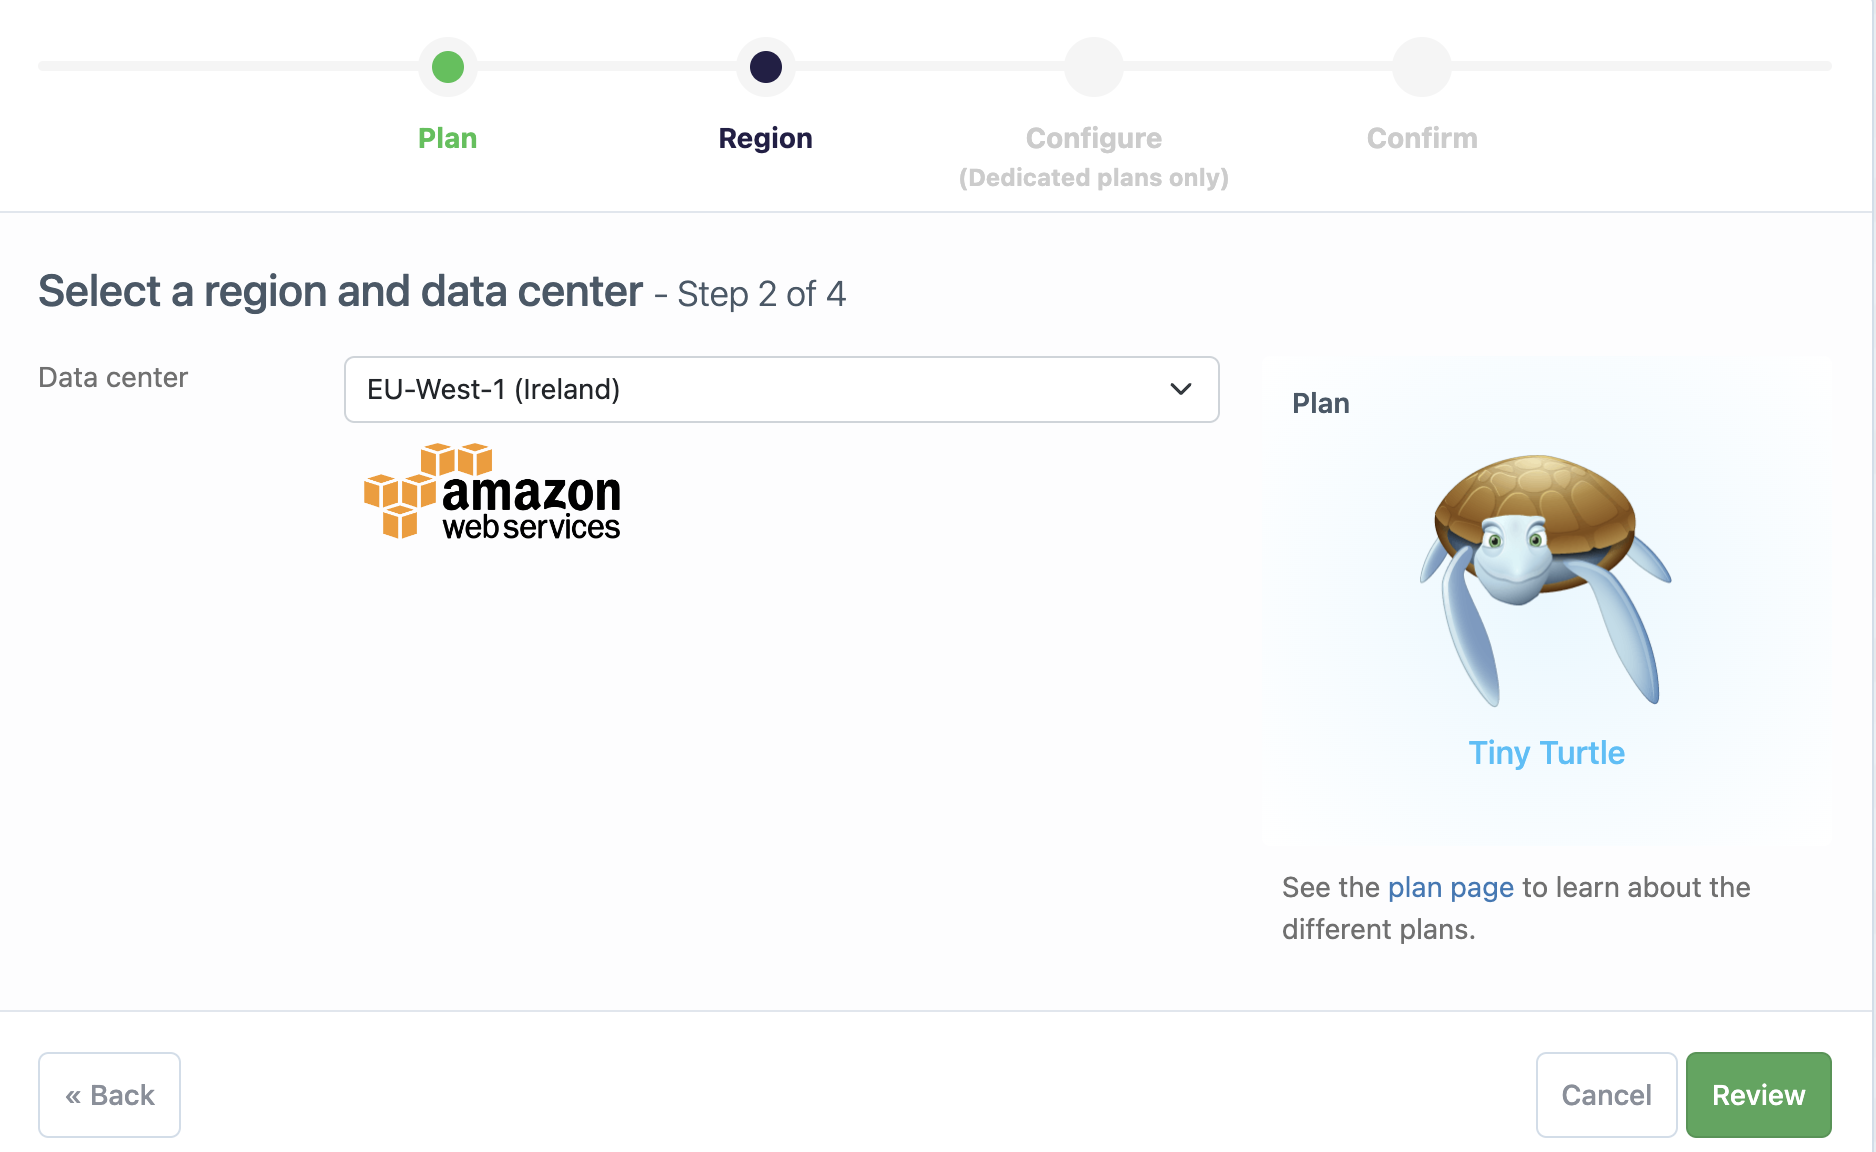 Plan
Region
Configure
(Dedicated plans only)
Confirm
Select a region and data center - Step 2 of 4
Data center
EU-West-1 (Ireland)
amazon
web services
Plan
Tiny Turtle
See the plan page to learn about the
different plans.
« Back
Cancel
Review